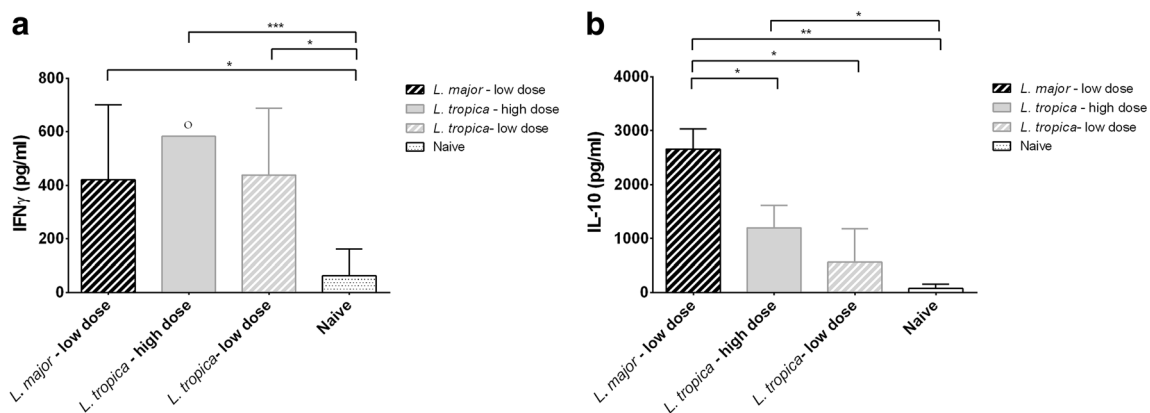 a
***
*
*
800
600
400
200
0
IFNγ (pg/ml)
O
L. major - low dose
L. tropica - high dose
L. tropica- low dose
Naive
L. major - low dose
L. tropica - high dose
L. tropica- low dose
Naive
b
*
**
*
*
4000
3000
2000
1000
0
IL-10 (pg/ml)
L. major - low dose
L. tropica - high dose
L. tropica- low dose
Naive
L. major - low dose
L. tropica - high dose
L. tropica- low dose
Naive